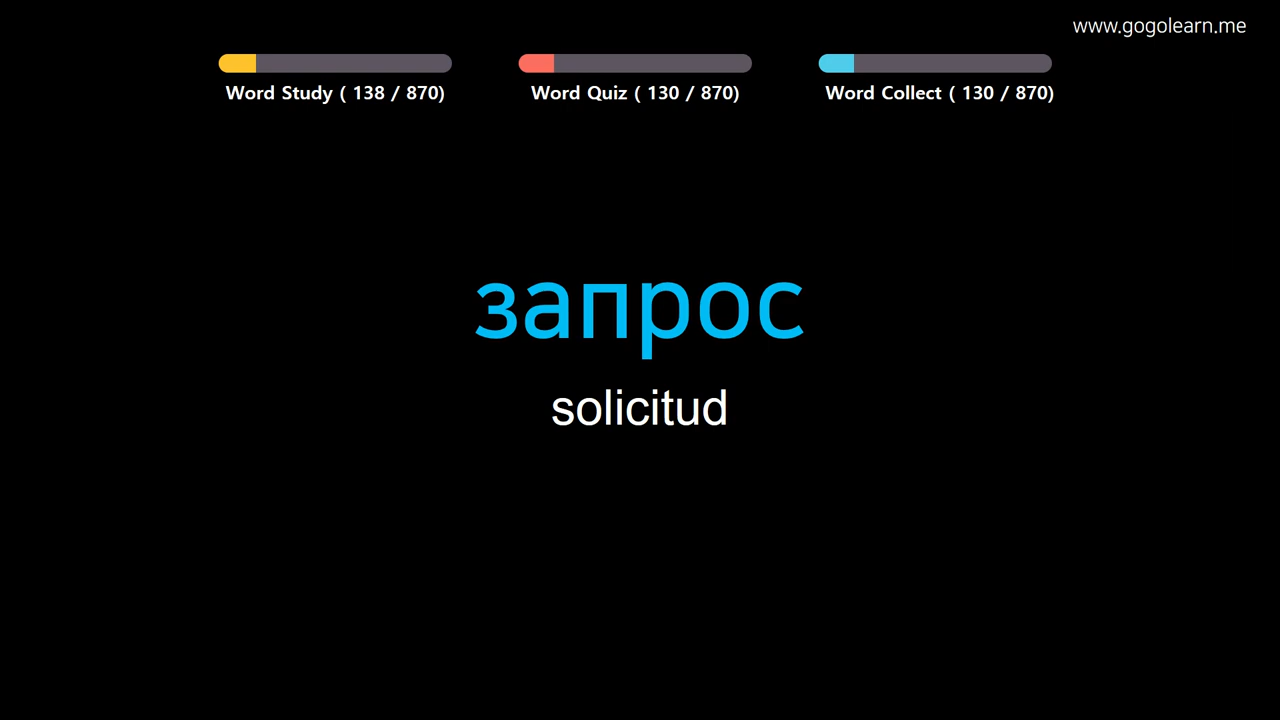 www.gogolearn.me
Word Study ( 138 / 870)
Word Quiz ( 130 / 870)
Word Collect ( 130 / 870)
запрос
solicitud